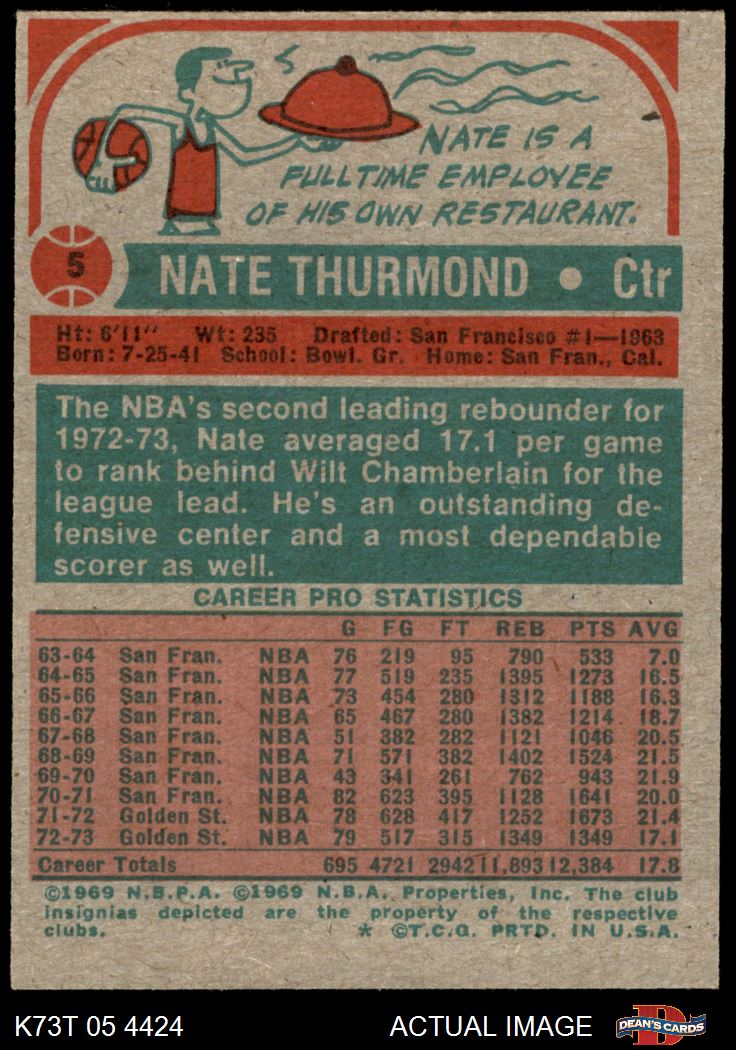 NATE IS A
FULLTIME EMPLOYEE
OF HIS OWN RESTAURANT.
5 NATE THURMOND • Ctr
Ht: 6'11" Wt: 235 Drafted: San Francisco #1—1963
Born: 7-25-41 School: Bowl. Gr. Home: San Fran., Cal.
The NBA's second leading rebounder for
1972-73, Nate averaged 17.1 per game
to rank behind Wilt Chamberlain for the
league lead. He's an outstanding de-
fensive center and a most dependable
scorer as well.
CAREER PRO STATISTICS
G FG FT REB PTS AVG
63-64 San Fran. NBA 76 219 95 790 533 7.0
64-65 San Fran. NBA 77 519 235 1395 1273 16.5
65-66 San Fran. NBA 73 454 280 1312 1188 16.3
66-67 San Fran. NBA 65 467 280 1382 1214 18.7
67-68 San Fran. NBA 51 382 282 1121 1046 20.5
68-69 San Fran. NBA 71 571 382 1402 1524 21.5
69-70 San Fran. NBA 43 341 261 762 943 21.9
70-71 San Fran. NBA 82 623 395 1128 1641 20.0
71-72 Golden St. NBA 78 628 417 1252 1673 21.4
72-73 Golden St. NBA 79 517 315 1349 1349 17.1
Career Totals 695 4721 2942 11,893 12,384 17.8
©1969 N.B.P.A. ©1969 N.B.A. Properties, Inc. The club
insignias depicted are the property of the respective
clubs. * ©T.C.G. PRTD. IN U.S.A.
K73T 05 4424 ACTUAL IMAGE DEAN'S CARDS